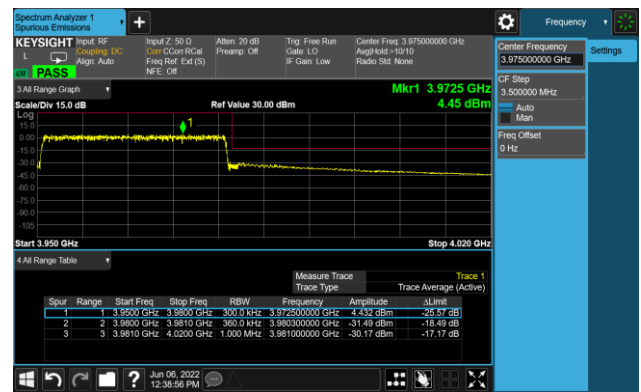 Spectrum Analyzer 1
Spurious Emissions
Frequency
KEYSIGHT
L
LXI
PASS
Input: RF
Coupling: DC
Align: Auto
Input Z: 50 Ω
Corr CCorr RCal
Freq Ref: Ext (S)
NFE: Off
Atten: 20 dB
Preamp: Off
Trig: Free Run
Gate: LO
IF Gain: Low
Center Freq: 3.975000000 GHz
Avg|Hold:>10/10
Radio Std: None
3 All Range Graph
Mkr1 3.9725 GHz
Scale/Div 15.0 dB
Ref Value 30.00 dBm
4.45 dBm
Log
1
15.0
0.00
-15.0
-30.0
-45.0
-60.0
-75.0
-90.0
-105
Start 3.950 GHz
Stop 4.020 GHz
4 All Range Table
Measure Trace Trace 1
Trace Type Trace Average (Active)
Spur Range Start Freq Stop Freq RBW Frequency Amplitude ΔLimit
1 1 3.9500 GHz 3.9800 GHz 300.0 kHz 3.972500000 GHz 4.432 dBm -25.57 dB
2 2 3.9800 GHz 3.9810 GHz 360.0 kHz 3.980300000 GHz -31.49 dBm -18.49 dB
3 3 3.9810 GHz 4.0200 GHz 1.000 MHz 3.981000000 GHz -30.17 dBm -17.17 dB
Jun 06, 2022
12:38:56 PM
Center Frequency
3.975000000 GHz
Settings
CF Step
3.500000 MHz
Auto
Man
Freq Offset
0 Hz